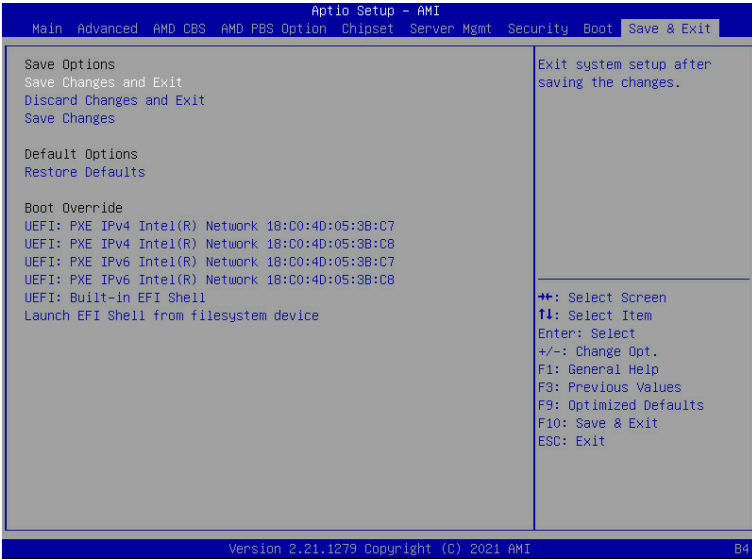 Aptio Setup – AMI
Main Advanced AMD CBS AMD PBS Option Chipset Server Mgmt Security Boot Save & Exit
Save Options
Save Changes and Exit
Discard Changes and Exit
Save Changes
Default Options
Restore Defaults
Boot Override
UEFI: PXE IPv4 Intel(R) Network 18:C0:4D:05:3B:C7
UEFI: PXE IPv4 Intel(R) Network 18:C0:4D:05:3B:C8
UEFI: PXE IPv6 Intel(R) Network 18:C0:4D:05:3B:C7
UEFI: PXE IPv6 Intel(R) Network 18:C0:4D:05:3B:C8
UEFI: Built-in EFI Shell
Launch EFI Shell from filesystem device
Exit system setup after
saving the changes.
→←: Select Screen
↑↓: Select Item
Enter: Select
+/-: Change Opt.
F1: General Help
F3: Previous Values
F9: Optimized Defaults
F10: Save & Exit
ESC: Exit
Version 2.21.1279 Copyright (C) 2021 AMI
B4